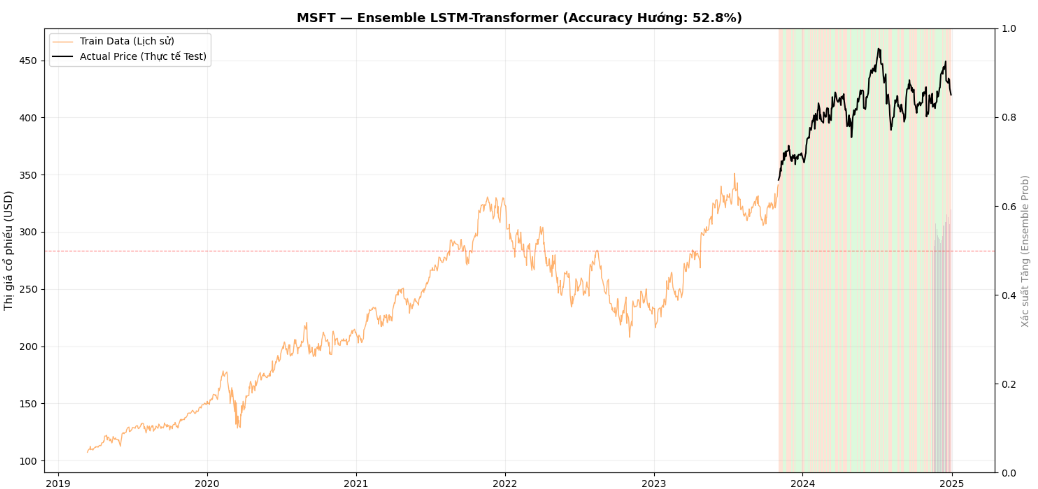 MSFT — Ensemble LSTM-Transformer (Accuracy Hướng: 52.8%)
Train Data (Lịch sử)
Actual Price (Thực tế Test)
Thị giá cổ phiếu (USD)
450
400
350
300
250
200
150
100
1.0
0.8
0.6
0.4
0.2
0.0
Xác suất Tăng (Ensemble Prob)
2019 2020 2021 2022 2023 2024 2025